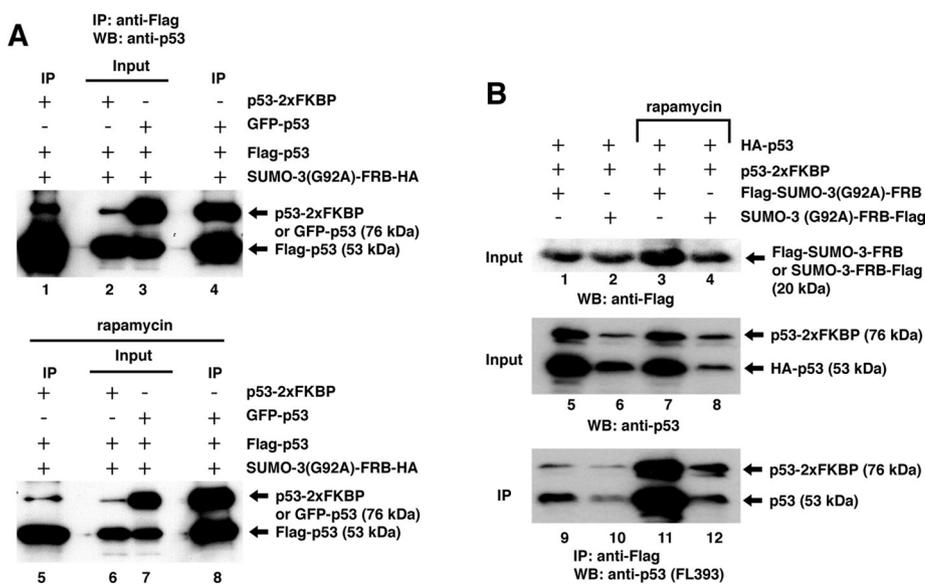 A
IP: anti-Flag
WB: anti-p53
Input
IP IP
+ + - - p53-2xFKBP
- - + + GFP-p53
+ + + + Flag-p53
+ + + + SUMO-3(G92A)-FRB-HA
p53-2xFKBP
or GFP-p53 (76 kDa)
Flag-p53 (53 kDa)
1 2 3 4
rapamycin
Input
IP IP
+ + - - p53-2xFKBP
- - + + GFP-p53
+ + + + Flag-p53
+ + + + SUMO-3(G92A)-FRB-HA
p53-2xFKBP
or GFP-p53 (76 kDa)
Flag-p53 (53 kDa)
5 6 7 8
B
rapamycin
+ + + + HA-p53
+ + + + p53-2xFKBP
+ - + - Flag-SUMO-3(G92A)-FRB
- + - + SUMO-3 (G92A)-FRB-Flag
Input
Flag-SUMO-3-FRB
or SUMO-3-FRB-Flag
(20 kDa)
1 2 3 4
WB: anti-Flag
Input
p53-2xFKBP (76 kDa)
HA-p53 (53 kDa)
5 6 7 8
WB: anti-p53
IP
p53-2xFKBP (76 kDa)
p53 (53 kDa)
9 10 11 12
IP: anti-Flag
WB: anti-p53 (FL393)